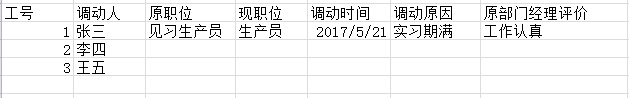 工号 调动人 原职位 现职位 调动时间 调动原因 原部门经理评价
1 张三 见习生产员 生产员 2017/5/21 实习期满 工作认真
2 李四
3 王五